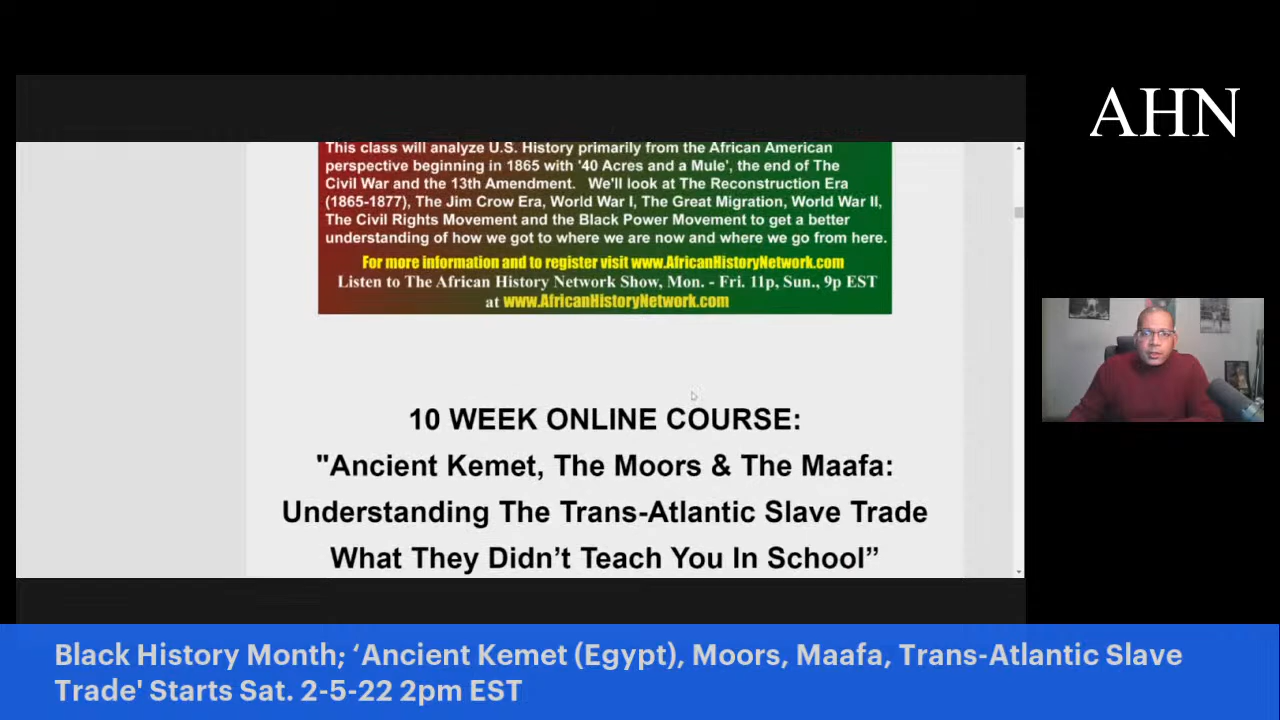 AHN
This class will analyze U.S. History primarily from the African American
perspective beginning in 1865 with '40 Acres and a Mule', the end of The
Civil War and the 13th Amendment. We'll look at The Reconstruction Era
(1865-1877), The Jim Crow Era, World War I, The Great Migration, World War II,
The Civil Rights Movement and the Black Power Movement to get a better
understanding of how we got to where we are now and where we go from here.
For more information and to register visit www.AfricanHistoryNetwork.com
Listen to The African History Network Show, Mon. - Fri. 11p, Sun., 9p EST
at www.AfricanHistoryNetwork.com
10 WEEK ONLINE COURSE:
"Ancient Kemet, The Moors & The Maafa:
Understanding The Trans-Atlantic Slave Trade
What They Didn’t Teach You In School”
Black History Month; ‘Ancient Kemet (Egypt), Moors, Maafa, Trans-Atlantic Slave
Trade' Starts Sat. 2-5-22 2pm EST